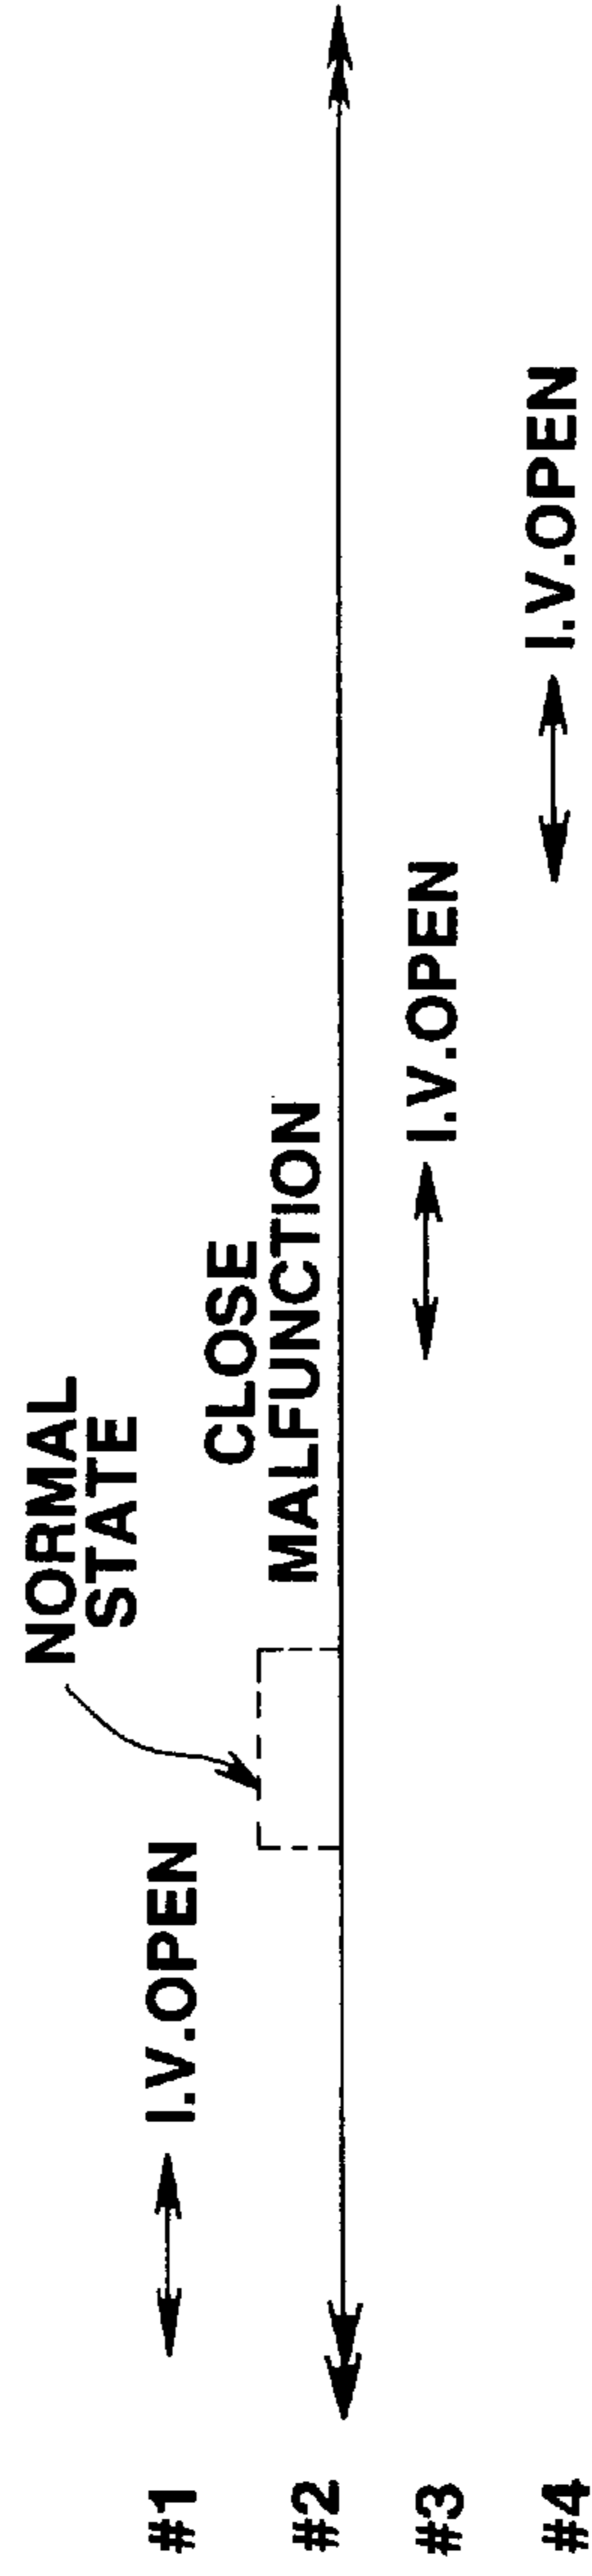 NORMAL
STATE
#1
I.V.OPEN
CLOSE
MALFUNCTION
#2
#3
I.V.OPEN
#4
I.V.OPEN